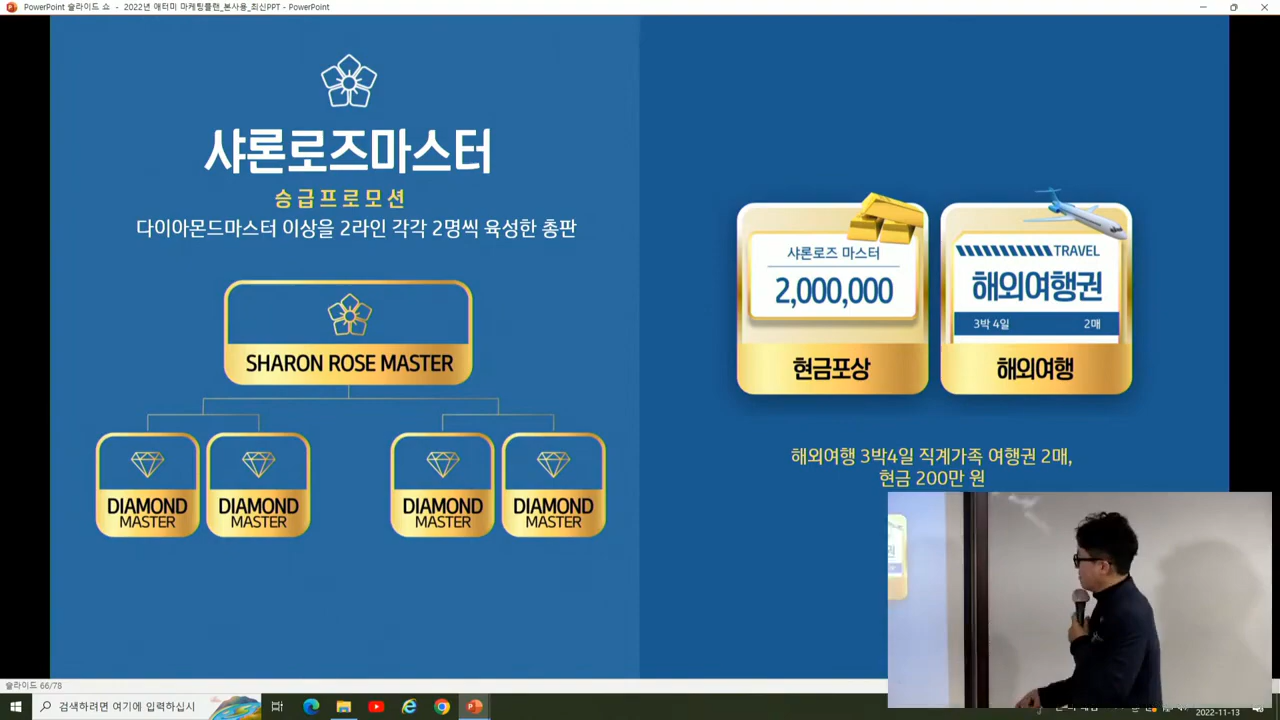 PowerPoint 슬라이드 쇼 - 2022년 애터미 마케팅플랜_본사용_최신PPT - PowerPoint
샤론로즈마스터
승급프로모션
다이아몬드마스터 이상을 2라인 각각 2명씩 육성한 총판
SHARON ROSE MASTER
DIAMOND
MASTER
DIAMOND
MASTER
DIAMOND
MASTER
DIAMOND
MASTER
샤론로즈 마스터
2,000,000
현금포상
TRAVEL
해외여행권
3박 4일 2매
해외여행
해외여행 3박4일 직계가족 여행권 2매,
현금 200만 원
슬라이드 66/78
검색하려면 여기에 입력하십시
2022-11-13